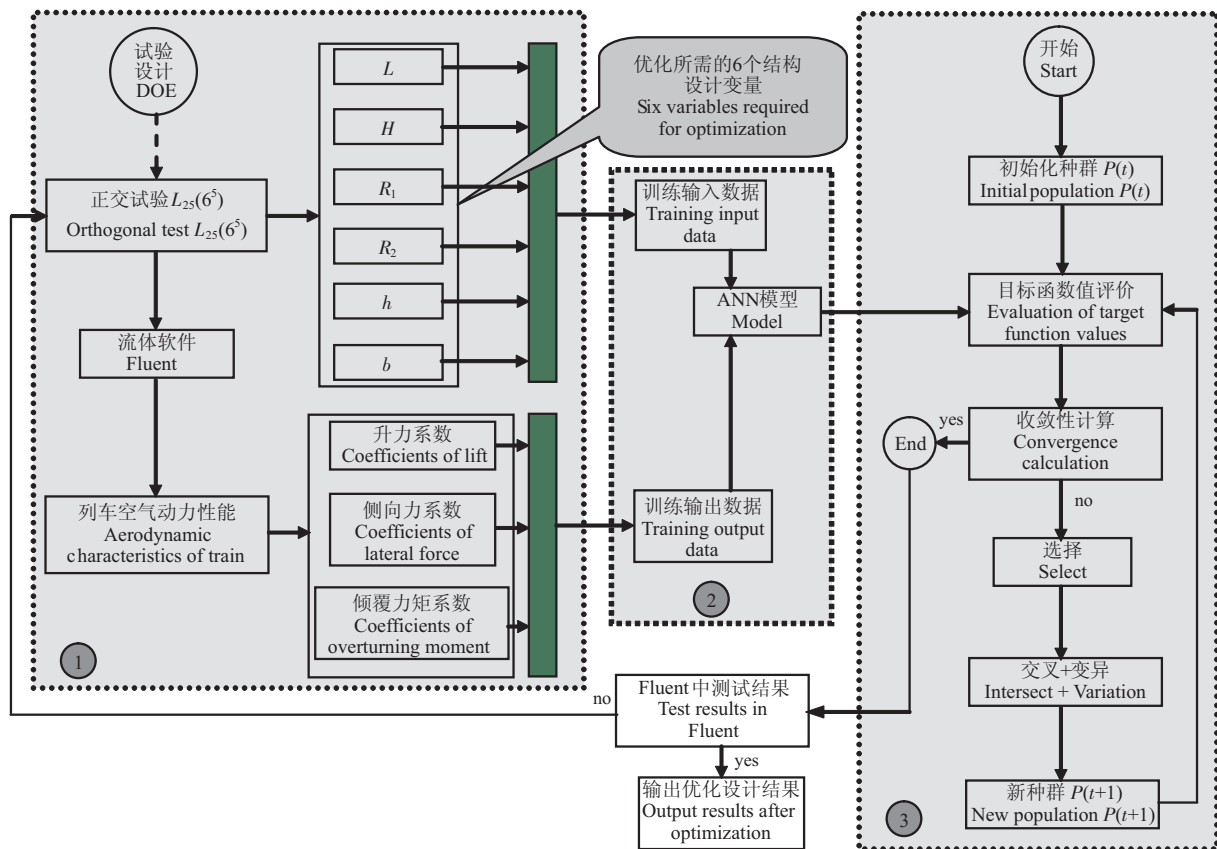 试验
设计
DOE
正交试验 L₂₅(6⁵)
Orthogonal test L₂₅(6⁵)
流体软件
Fluent
列车空气动力性能
Aerodynamic
characteristics of train
1
L
H
R₁
R₂
h
b
升力系数
Coefficients of lift
侧向力系数
Coefficients of
lateral force
倾覆力矩系数
Coefficients of
overturning moment
优化所需的6个结构
设计变量
Six variables required
for optimization
训练输入数据
Training input
data
ANN模型
Model
训练输出数据
Training output
data
2
开始
Start
初始化种群 P(t)
Initial population P(t)
目标函数值评价
Evaluation of target
function values
收敛性计算
Convergence
calculation
yes
End
no
选择
Select
交叉+变异
Intersect + Variation
新种群 P(t+1)
New population P(t+1)
3
Fluent中测试结果
Test results in
Fluent
no
yes
输出优化设计结果
Output results after
optimization